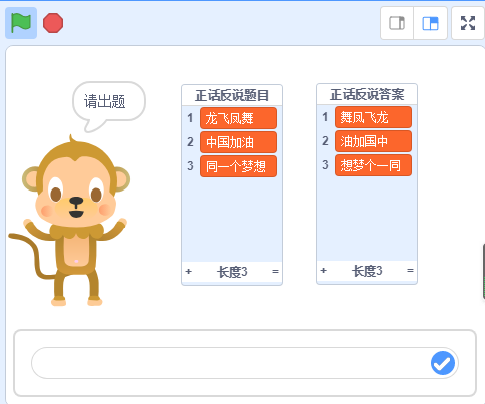 请出题
正话反说题目
1 龙飞凤舞
2 中国加油
3 同一个梦想
+ 长度3 =
正话反说答案
1 舞凤飞龙
2 油加国中
3 想梦个一同
+ 长度3 =